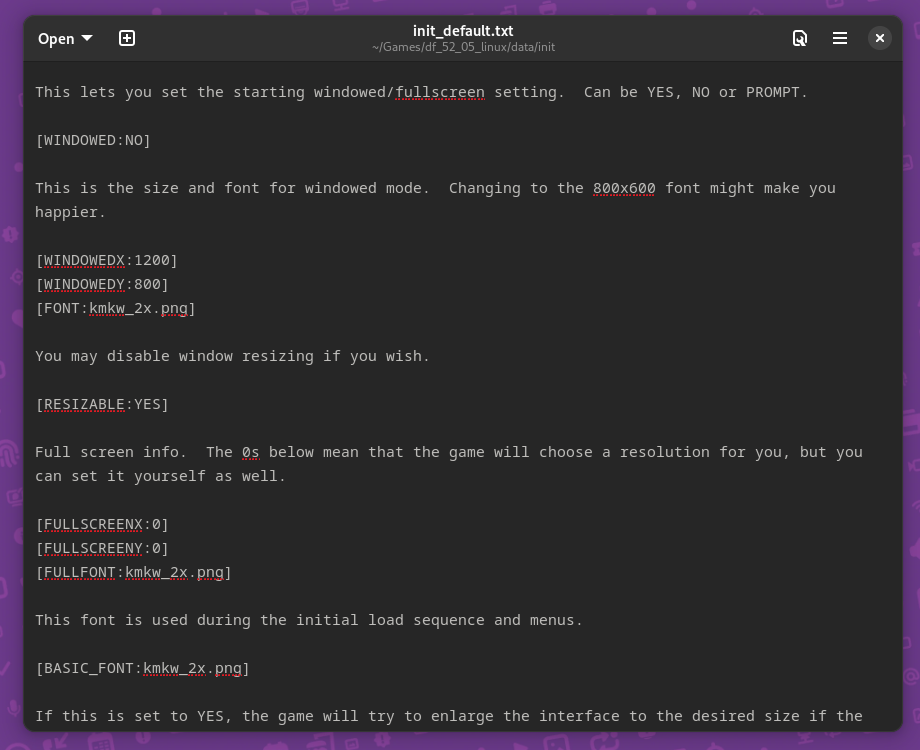 Open
init_default.txt
~/Games/df_52_05_linux/data/init
This lets you set the starting windowed/fullscreen setting.  Can be YES, NO or PROMPT.
[WINDOWED:NO]
This is the size and font for windowed mode.  Changing to the 800x600 font might make you
happier.
[WINDOWEDX:1200]
[WINDOWEDY:800]
[FONT:kmkw_2x.png]
You may disable window resizing if you wish.
[RESIZABLE:YES]
Full screen info.  The 0s below mean that the game will choose a resolution for you, but you
can set it yourself as well.
[FULLSCREENX:0]
[FULLSCREENY:0]
[FULLFONT:kmkw_2x.png]
This font is used during the initial load sequence and menus.
[BASIC_FONT:kmkw_2x.png]
If this is set to YES, the game will try to enlarge the interface to the desired size if the